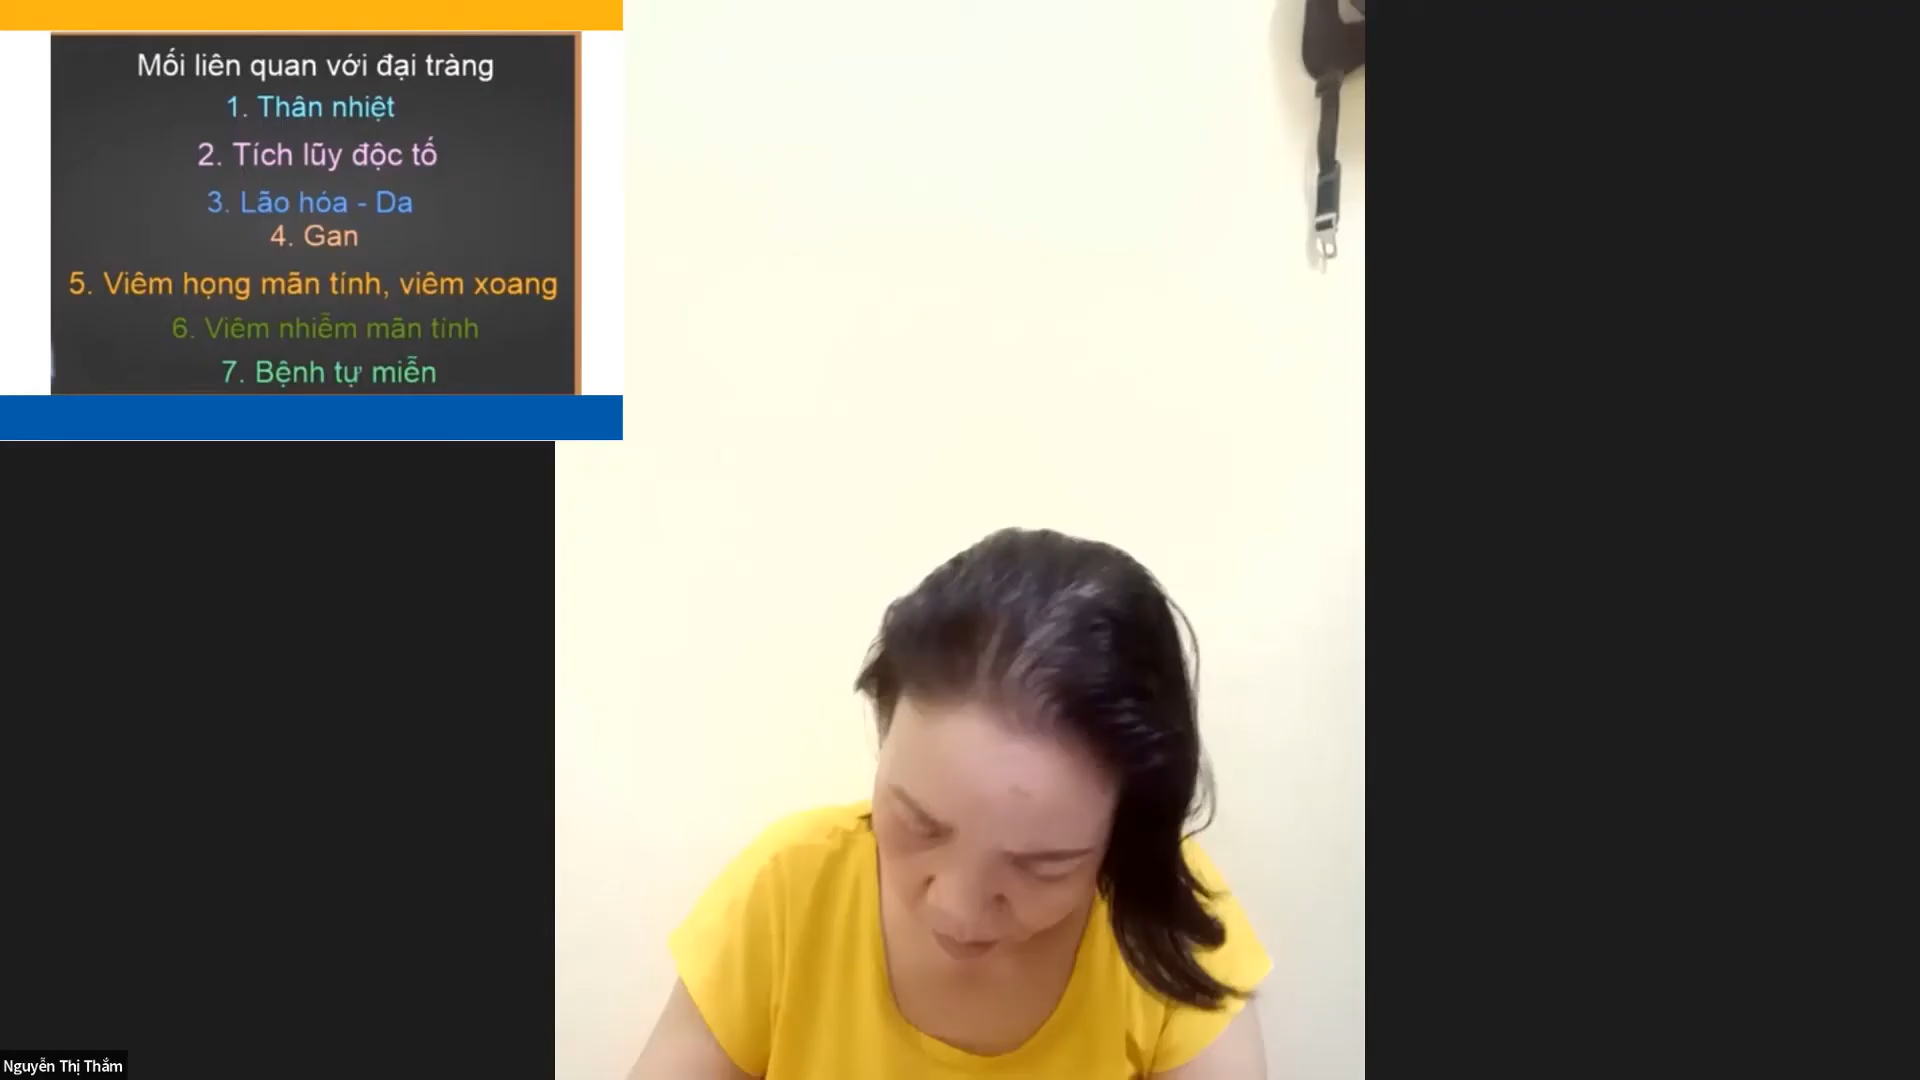 Mối liên quan với đại tràng
1. Thân nhiệt
2. Tích lũy độc tố
3. Lão hóa - Da
4. Gan
5. Viêm họng mãn tính, viêm xoang
6. Viêm nhiễm mãn tính
7. Bệnh tự miễn
Nguyễn Thị Thắm